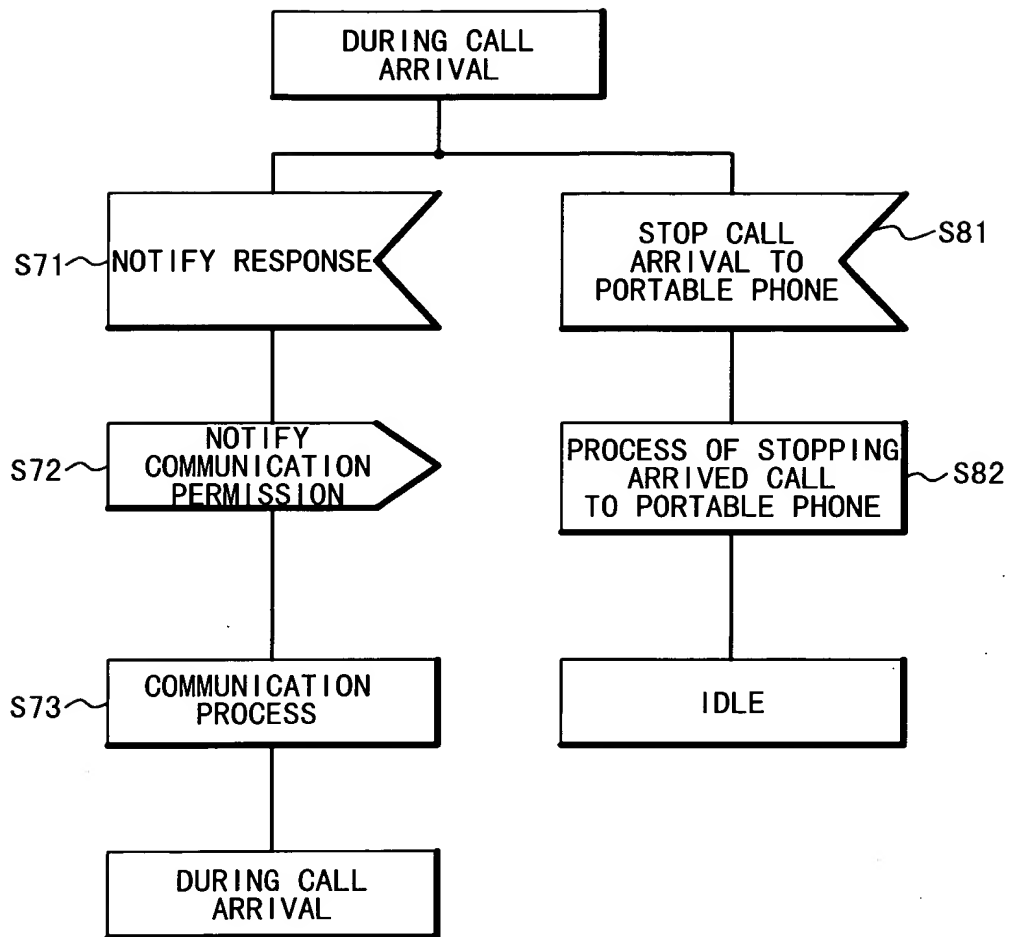 DURING CALL
ARRIVAL
S71
NOTIFY RESPONSE
STOP CALL
ARRIVAL TO
PORTABLE PHONE
S81
S72
NOTIFY
COMMUNICATION
PERMISSION
PROCESS OF STOPPING
ARRIVED CALL
TO PORTABLE PHONE
S82
S73
COMMUNICATION
PROCESS
IDLE
DURING CALL
ARRIVAL